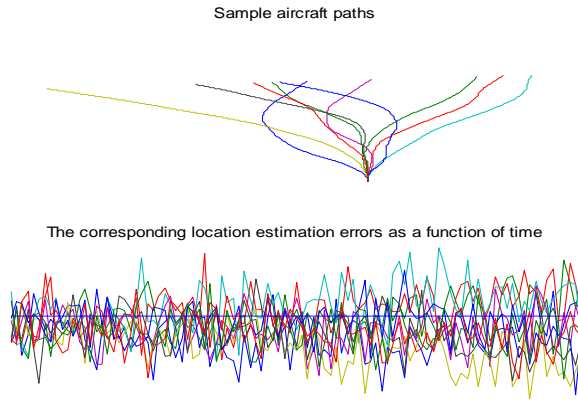 Sample aircraft paths
The corresponding location estimation errors as a function of time